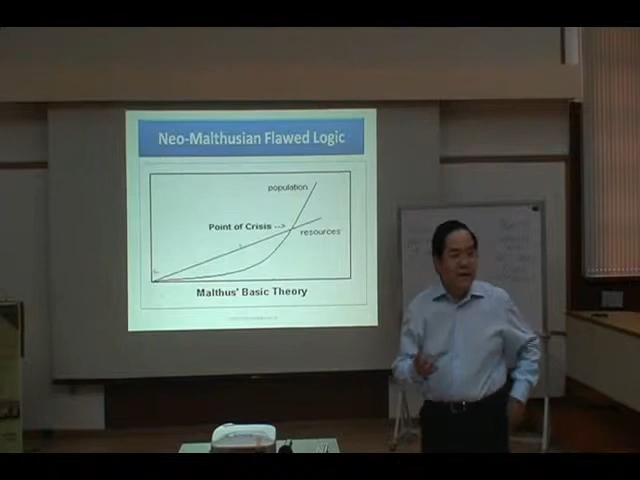 Neo-Malthusian Flawed Logic
population
Point of Crisis -->
resources
Malthus' Basic Theory